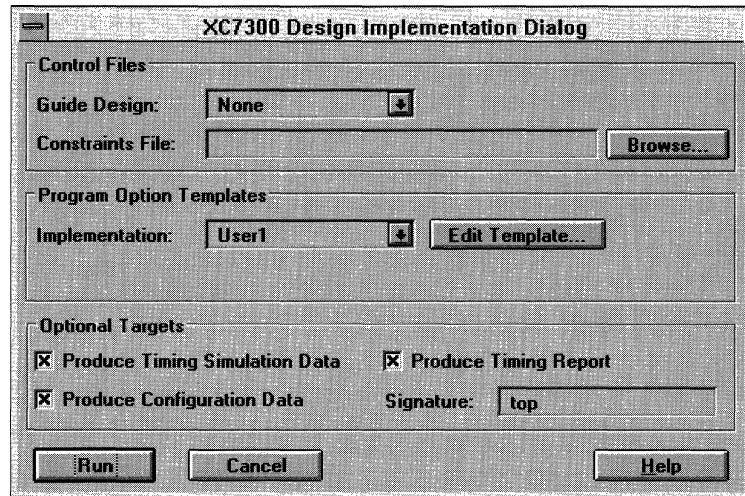 XC7300 Design Implementation Dialog
Control Files
Guide Design: None
Constraints File: Browse...
Program Option Templates
Implementation: User1 Edit Template...
Optional Targets
Produce Timing Simulation Data Produce Timing Report
Produce Configuration Data Signature: top
Run Cancel Help